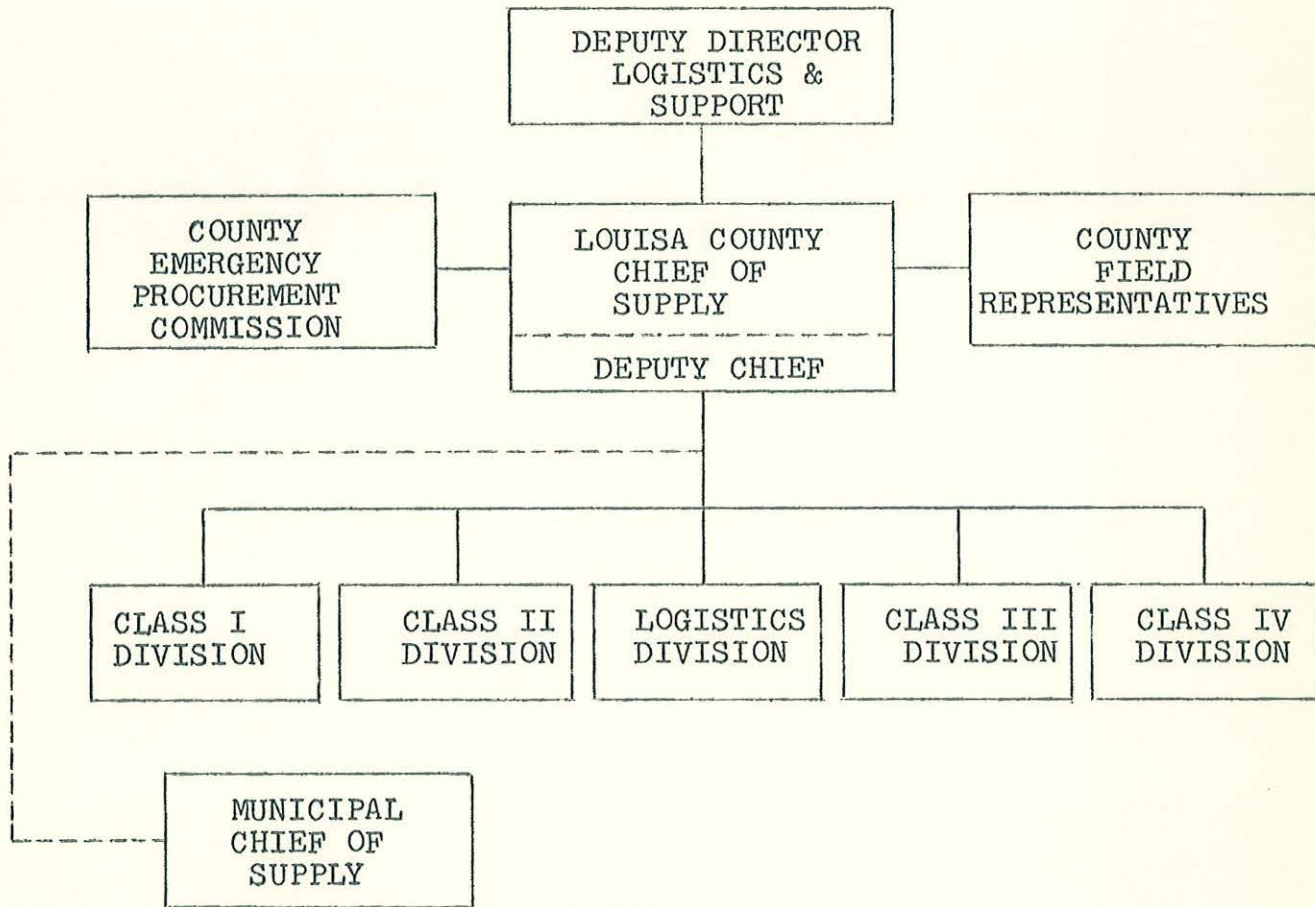 DEPUTY DIRECTOR
LOGISTICS &
SUPPORT
COUNTY
EMERGENCY
PROCUREMENT
COMMISSION
LOUISA COUNTY
CHIEF OF
SUPPLY
DEPUTY CHIEF
COUNTY
FIELD
REPRESENTATIVES
CLASS I
DIVISION
CLASS II
DIVISION
LOGISTICS
DIVISION
CLASS III
DIVISION
CLASS IV
DIVISION
MUNICIPAL
CHIEF OF
SUPPLY